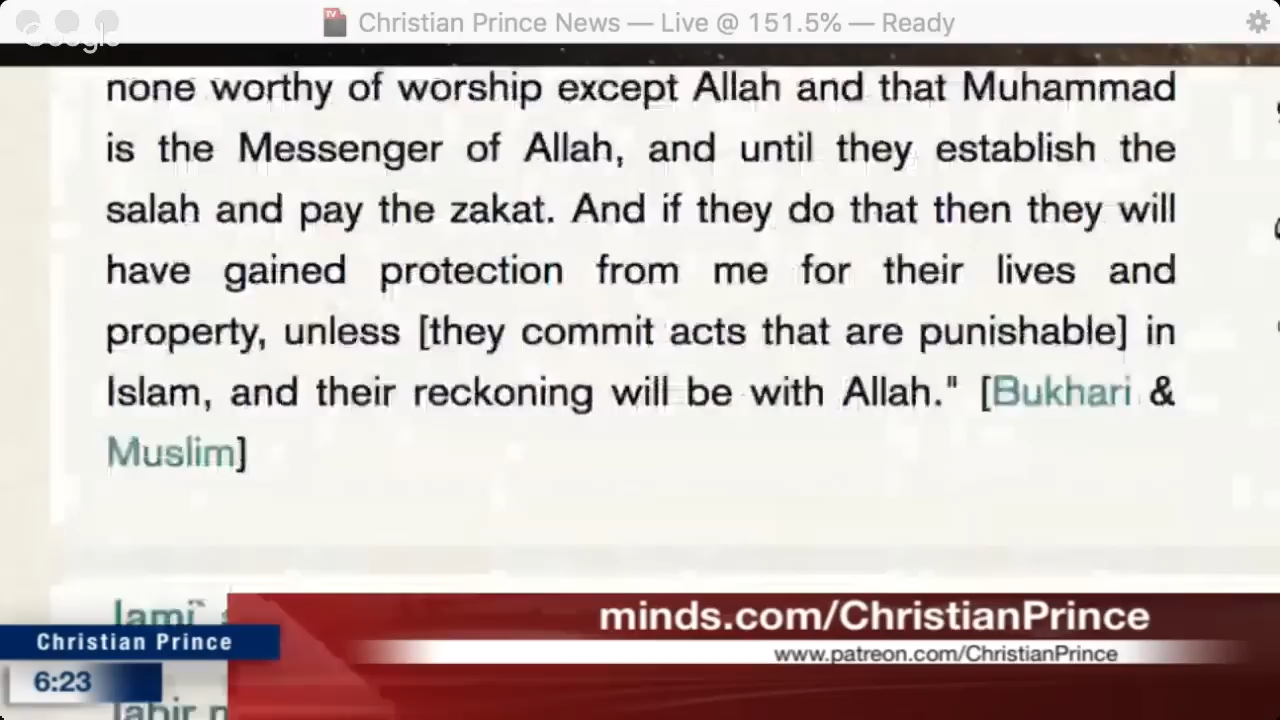 Christian Prince News — Live @ 151.5% — Ready
Google
none worthy of worship except Allah and that Muhammad
is the Messenger of Allah, and until they establish the
salah and pay the zakat. And if they do that then they will
have gained protection from me for their lives and
property, unless [they commit acts that are punishable] in
Islam, and their reckoning will be with Allah." [Bukhari &
Muslim]
minds.com/ChristianPrince
Christian Prince
www.patreon.com/ChristianPrince
6:23